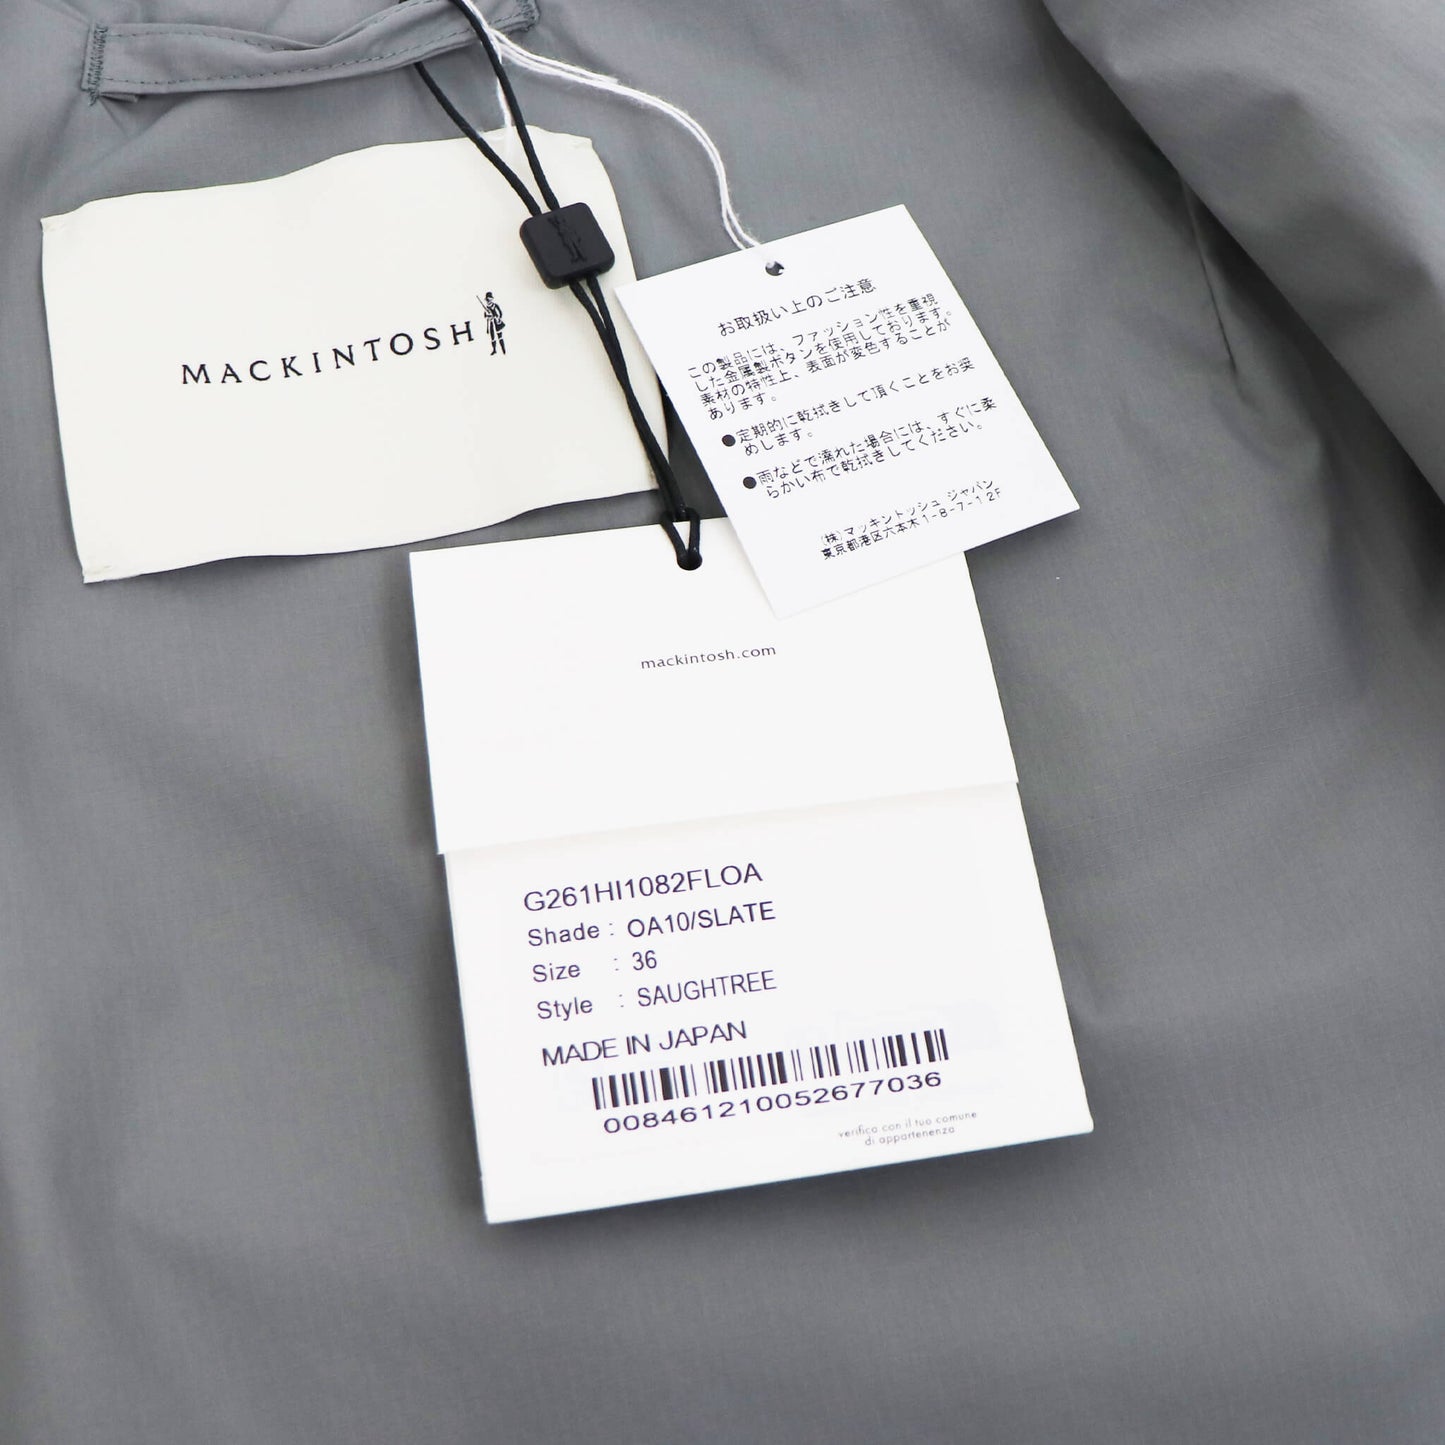 MACKINTOSH
お取扱い上のご注意
この製品には、ファッション性を重視
した金属製ボタンを使用しております。
素材の特性上、表面が変色することが
あります。
●定期的に乾拭きして頂くことをお奨
めします。
●雨などで濡れた場合には、すぐに柔
らかい布で乾拭きしてください。
(株)マッキントッシュ ジャパン
東京都港区六本木1-8-7-12F
mackintosh.com
G261HI1082FLOA
Shade : OA10/SLATE
Size : 36
Style : SAUGHTREE
MADE IN JAPAN
008461210052677036
verifica con il tuo comune
di appartenenza